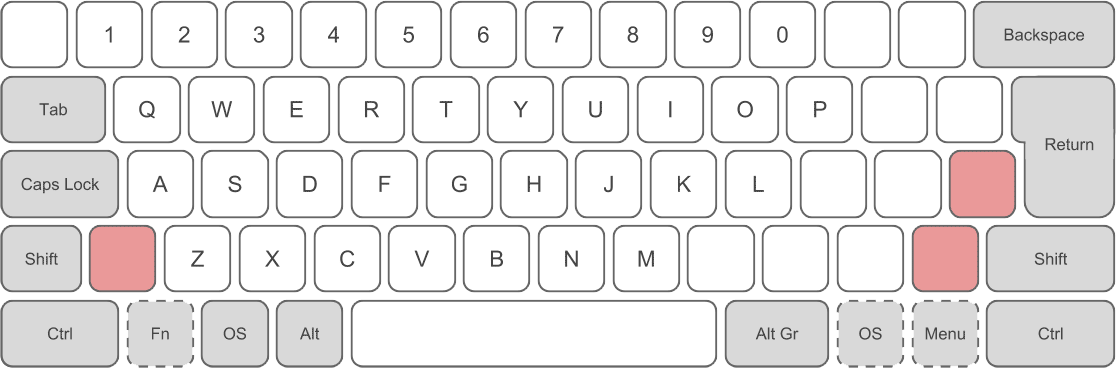 1 2 3 4 5 6 7 8 9 0 Backspace
Tab Q W E R T Y U I O P Return
Caps Lock A S D F G H J K L
Shift Z X C V B N M Shift
Ctrl Fn OS Alt Alt Gr OS Menu Ctrl